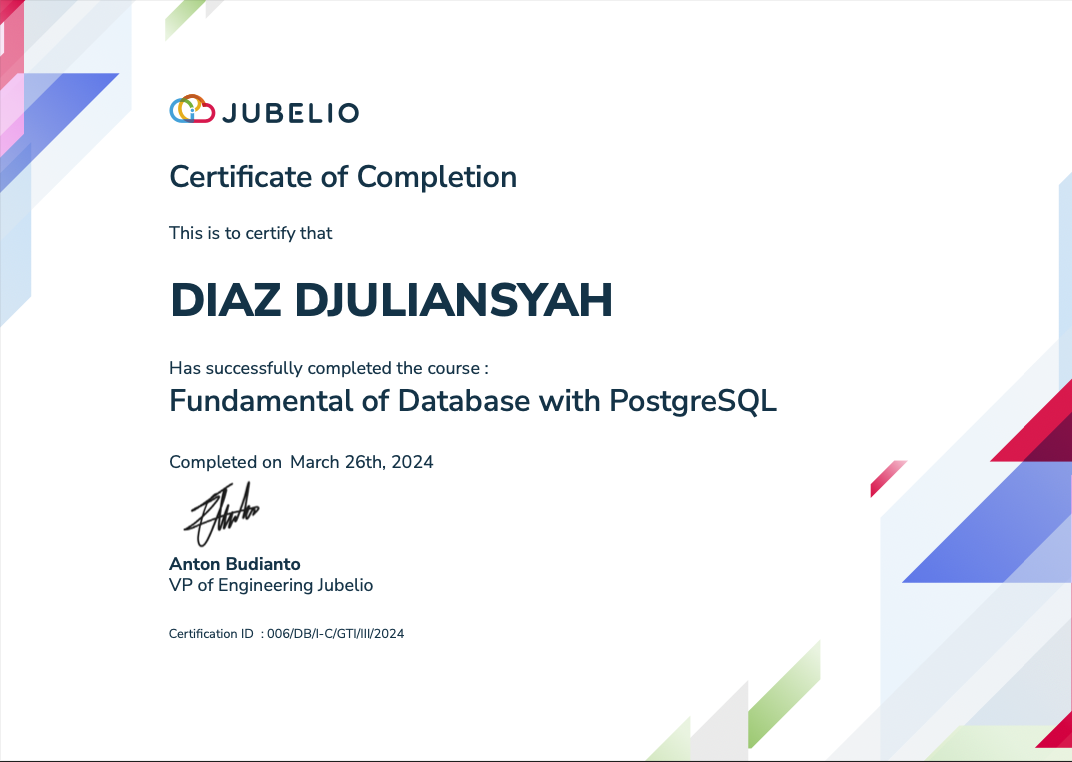 JUBELIO
Certificate of Completion
This is to certify that
DIAZ DJULIANSYAH
Has successfully completed the course :
Fundamental of Database with PostgreSQL
Completed on March 26th, 2024
Anton Budianto
VP of Engineering Jubelio
Certification ID : 006/DB/I-C/GTI/III/2024